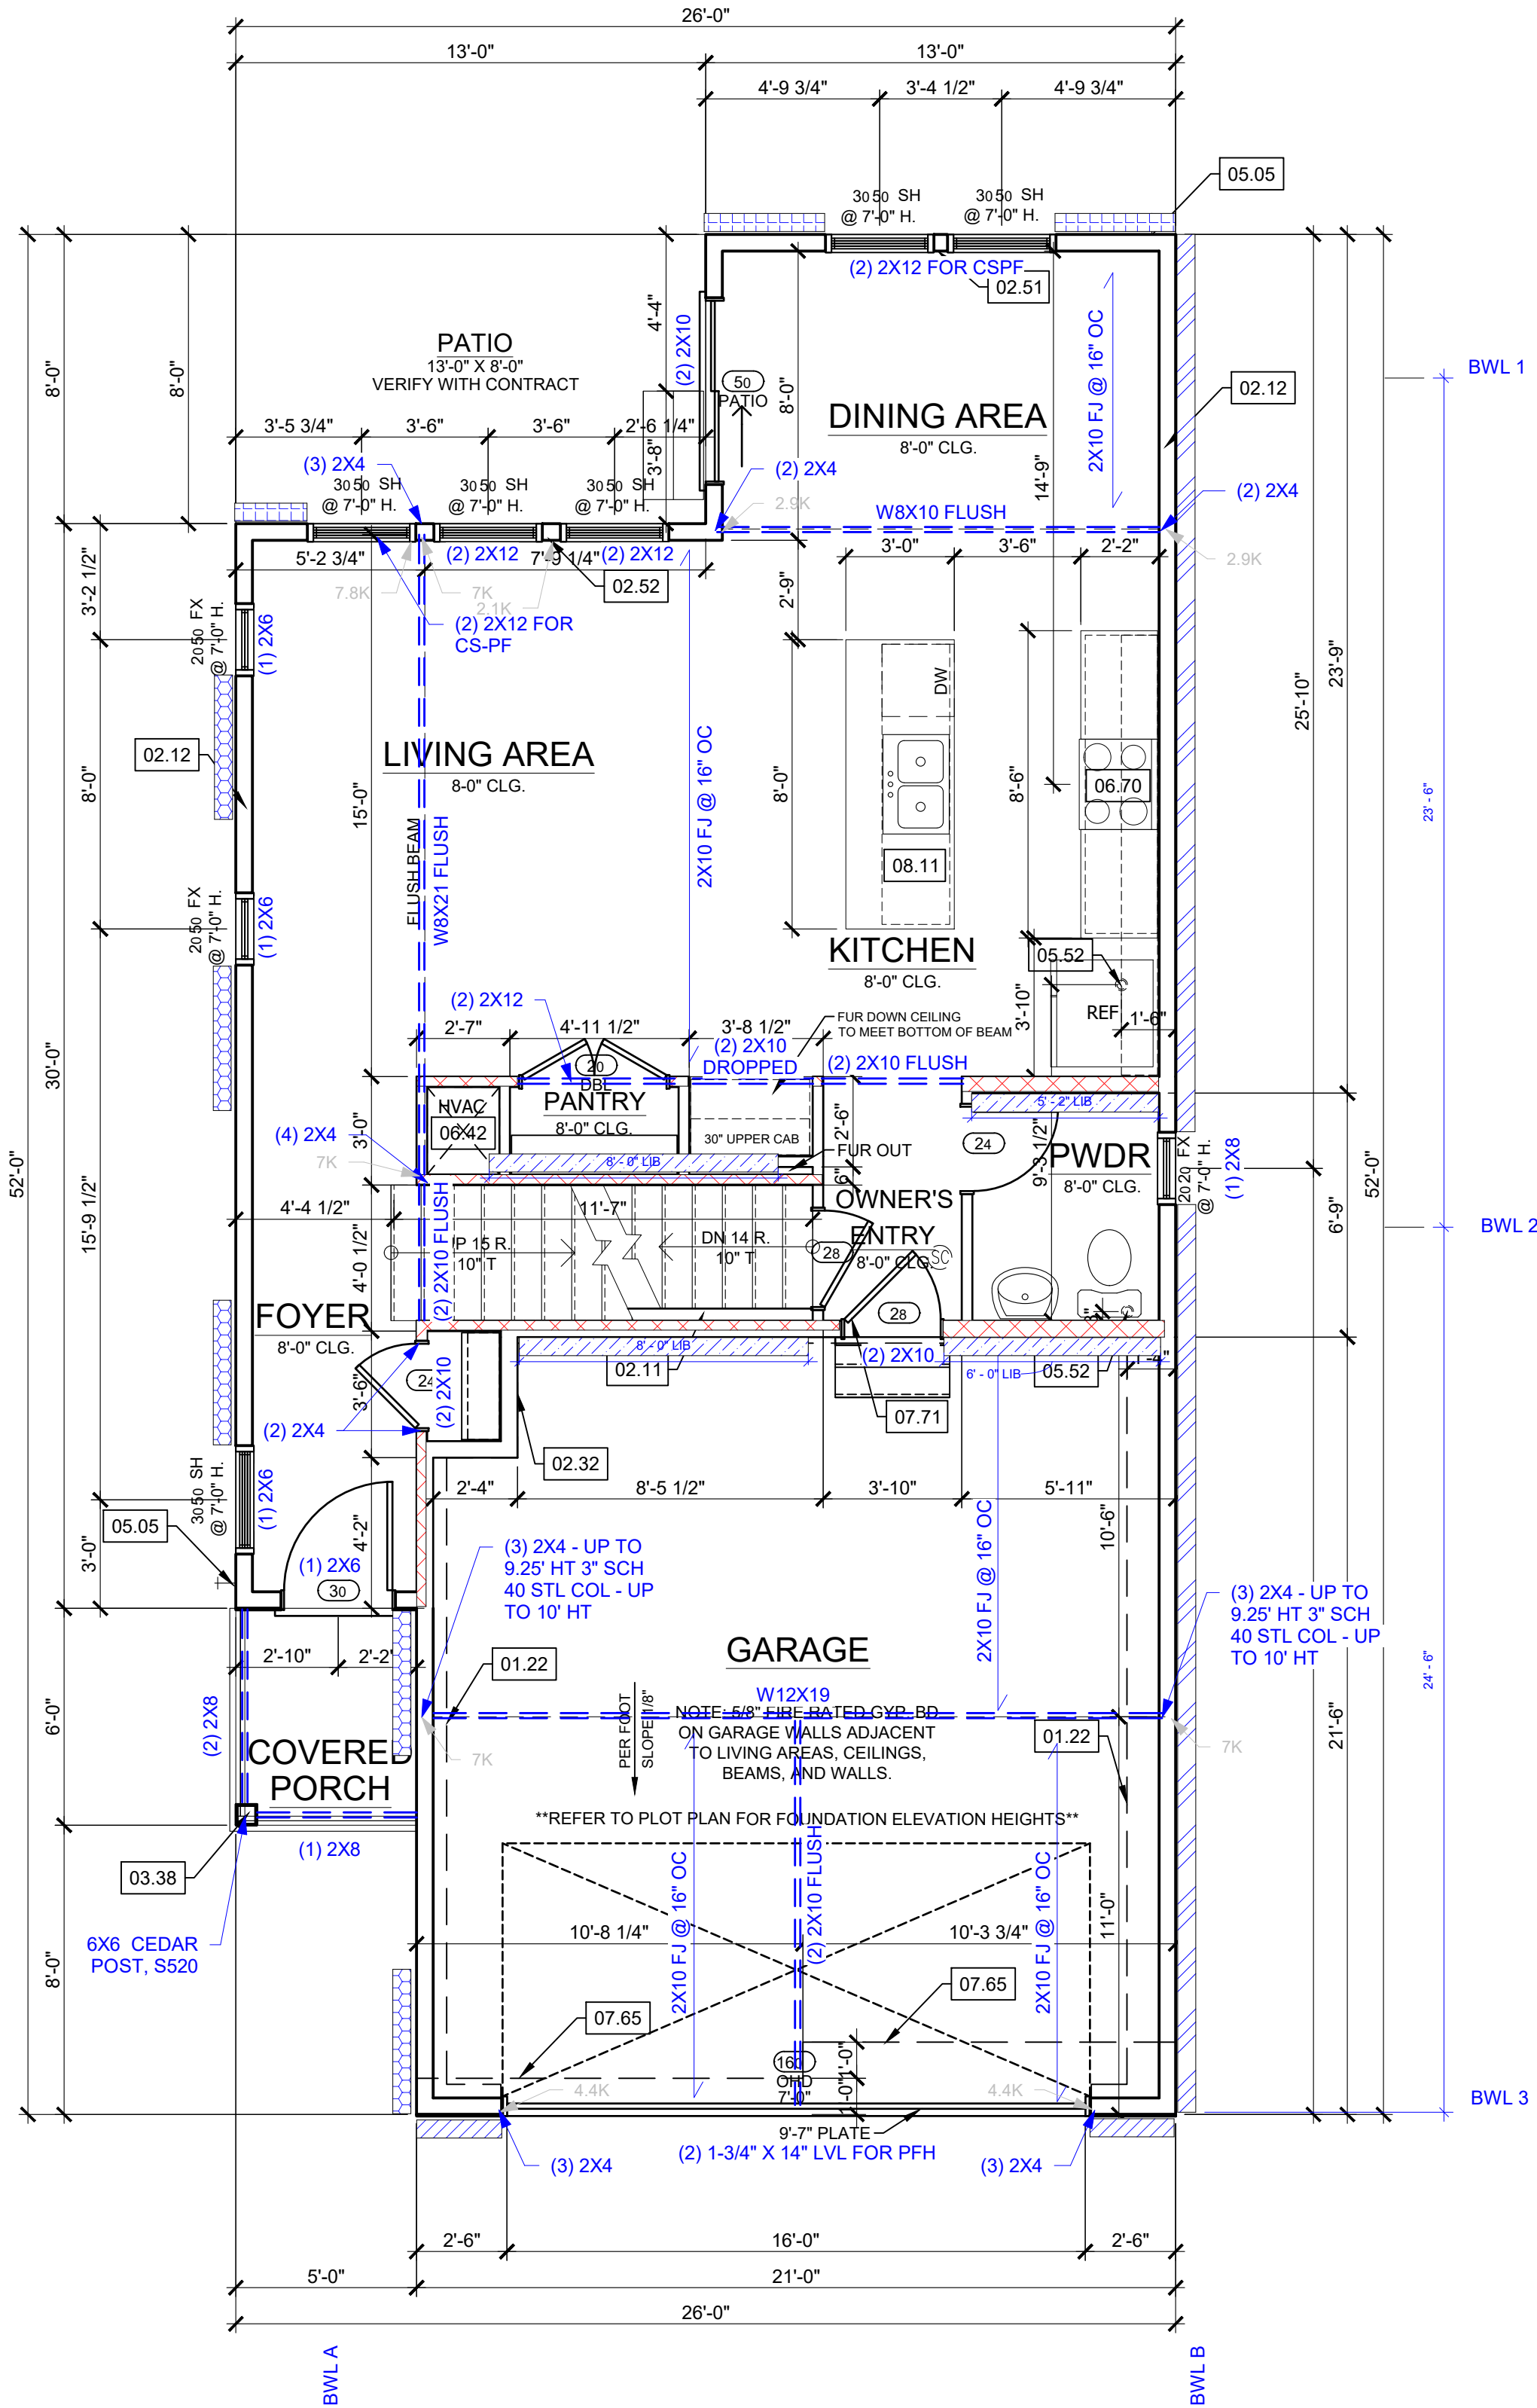 26'-0"
13'-0"
13'-0"
4'-9 3/4"
3'-4 1/2"
4'-9 3/4"
05.05
3050 SH
@ 7'-0" H.
3050 SH
@ 7'-0" H.
(2) 2X12 FOR CSPF
02.51
BWL 1
02.12
8'-0"
8'-0"
4'-4"
(2) 2X10
PATIO
13'-0" X 8'-0"
VERIFY WITH CONTRACT
50
PATIO
8'-0"
DINING AREA
8'-0" CLG.
2X10 FJ @ 16" OC
14'-9"
3'-5 3/4"
3'-6"
3'-6"
2'-6 1/4"
3'-8"
(3) 2X4
3050 SH
@ 7'-0" H.
3050 SH
@ 7'-0" H.
3050 SH
@ 7'-0" H.
(2) 2X4
2.9K
W8X10 FLUSH
(2) 2X4
2.9K
3'-0"
3'-6"
2'-2"
5'-2 3/4"
(2) 2X12
7'-9 1/4"
(2) 2X12
02.52
7.8K
7K
2.1K
(2) 2X12 FOR
CS-PF
2'-9"
3'-2 1/2"
2050 FX
@ 7'-0" H.
(1) 2X6
02.12
8'-0"
LIVING AREA
8-0" CLG.
15'-0"
FLUSH BEAM
W8X21 FLUSH
2X10 FJ @ 16" OC
8'-0"
DW
08.11
8'-6"
06.70
25'-10"
23'-9"
23' - 6"
2050 FX
@ 7'-0" H.
(1) 2X6
KITCHEN
8'-0" CLG.
05.52
REF
1'-6"
3'-10"
FUR DOWN CEILING
TO MEET BOTTOM OF BEAM
(2) 2X12
2'-7"
4'-11 1/2"
3'-8 1/2"
(2) 2X10
DROPPED
(2) 2X10 FLUSH
30'-0"
52'-0"
20
DBL
PANTRY
8'-0" CLG.
HVAC
06.42
30" UPPER CAB
8' - 0" LIB
5' - 2" LIB
FUR OUT
2'-6"
6"
24
9'-3 1/2"
PWDR
8'-0" CLG.
2020 FX
@ 7'-0" H.
(1) 2X8
52'-0"
6'-9"
BWL 2
(4) 2X4
7K
3'-0"
15'-9 1/2"
4'-4 1/2"
11'-7"
4'-0 1/2"
(2) 2X10 FLUSH
P 15 R.
10" T
DN 14 R.
10" T
28
OWNER'S
ENTRY
8'-0" CLG.
SC
28
FOYER
8'-0" CLG.
8' - 0" LIB
02.11
(2) 2X10
6' - 0" LIB
05.52
24
(2) 2X10
3'-6"
(2) 2X4
07.71
02.32
2'-4"
8'-5 1/2"
3'-10"
5'-11"
3050 SH
@ 7'-0" H.
(1) 2X6
05.05
3'-0"
4'-2"
(1) 2X6
30
(3) 2X4 - UP TO
9.25' HT 3" SCH
40 STL COL - UP
TO 10' HT
2X10 FJ @ 16" OC
10'-6"
(3) 2X4 - UP TO
9.25' HT 3" SCH
40 STL COL - UP
TO 10' HT
24' - 6"
21'-6"
2'-10"
2'-2"
01.22
GARAGE
W12X19
NOTE: 5/8" FIRE RATED GYP. BD.
ON GARAGE WALLS ADJACENT
TO LIVING AREAS, CEILINGS,
BEAMS, AND WALLS.
PER FOOT
SLOPE 1/8"
01.22
7K
7K
6'-0"
(2) 2X8
COVERED
PORCH
**REFER TO PLOT PLAN FOR FOUNDATION ELEVATION HEIGHTS**
(1) 2X8
03.38
8'-0"
6X6 CEDAR
POST, S520
2X10 FJ @ 16" OC
(2) 2X10 FLUSH
2X10 FJ @ 16" OC
11'-0"
10'-8 1/4"
10'-3 3/4"
07.65
07.65
160
OHD
7'-0"
1'-0"
4.4K
4.4K
9'-7" PLATE
(2) 1-3/4" X 14" LVL FOR PFH
(3) 2X4
(3) 2X4
BWL 3
2'-6"
16'-0"
2'-6"
5'-0"
21'-0"
26'-0"
BWL A
BWL B